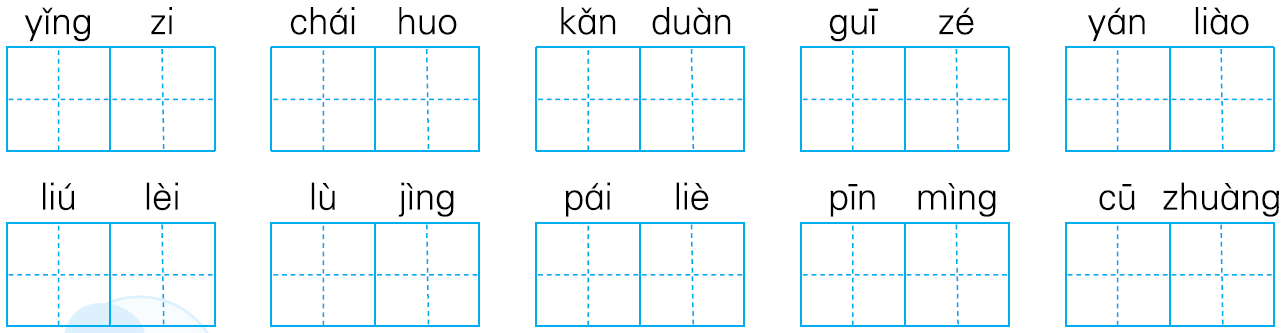 yǐng zi chái huo kǎn duàn guī zé yán liào
liú lèi lù jìng pái liè pīn mìng cū zhuàng